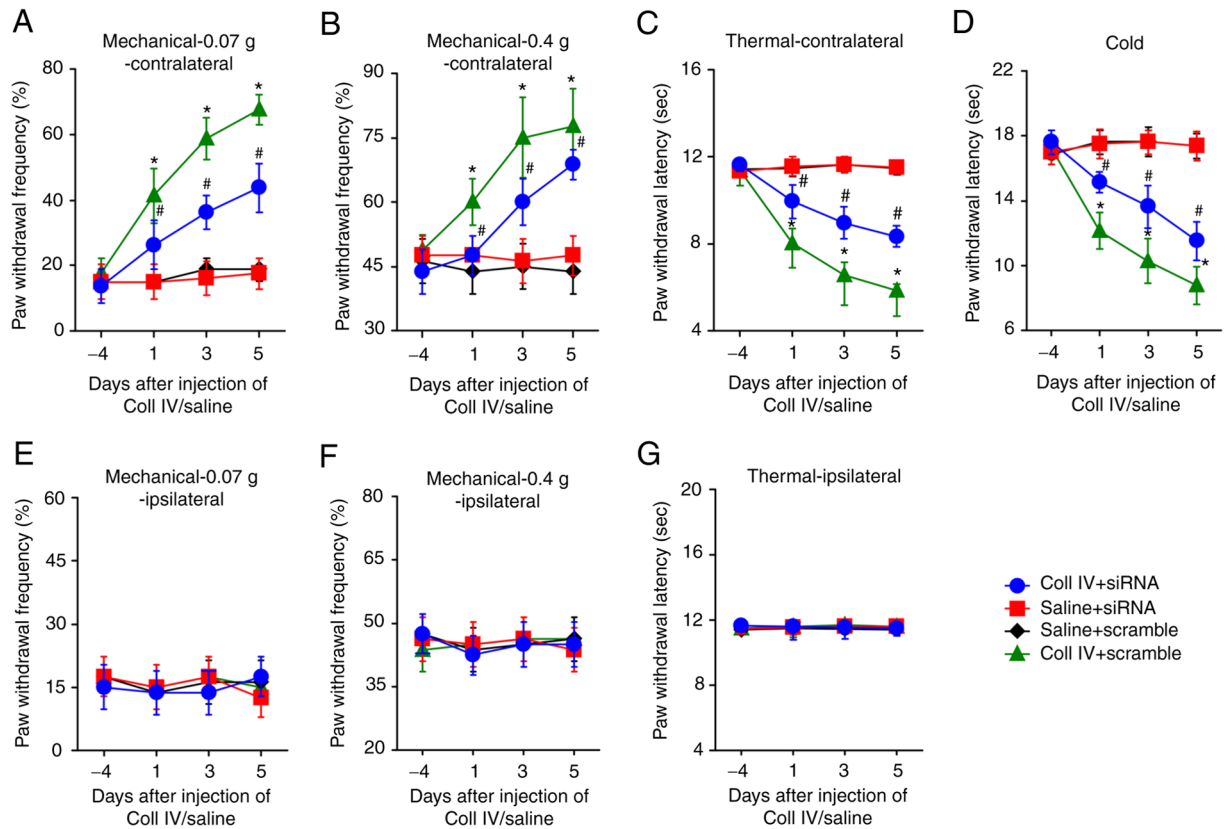 A
Mechanical-0.07 g
-contralateral
Paw withdrawal frequency (%)
80
60
40
20
0
* * *
# # #
−4 1 3 5
Days after injection of
Coll IV/saline
B
Mechanical-0.4 g
-contralateral
Paw withdrawal frequency (%)
90
75
60
45
30
* * *
# # #
−4 1 3 5
Days after injection of
Coll IV/saline
C
Thermal-contralateral
Paw withdrawal latency (sec)
16
12
8
4
# # #
* * *
−4 1 3 5
Days after injection of
Coll IV/saline
D
Cold
Paw withdrawal latency (sec)
22
18
14
10
6
# # #
* * *
−4 1 3 5
Days after injection of
Coll IV/saline
E
Mechanical-0.07 g
-ipsilateral
Paw withdrawal frequency (%)
60
45
30
15
0
−4 1 3 5
Days after injection of
Coll IV/saline
F
Mechanical-0.4 g
-ipsilateral
Paw withdrawal frequency (%)
80
65
50
35
20
−4 1 3 5
Days after injection of
Coll IV/saline
G
Thermal-ipsilateral
Paw withdrawal latency (sec)
20
16
12
8
4
−4 1 3 5
Days after injection of
Coll IV/saline
Coll IV+siRNA
Saline+siRNA
Saline+scramble
Coll IV+scramble